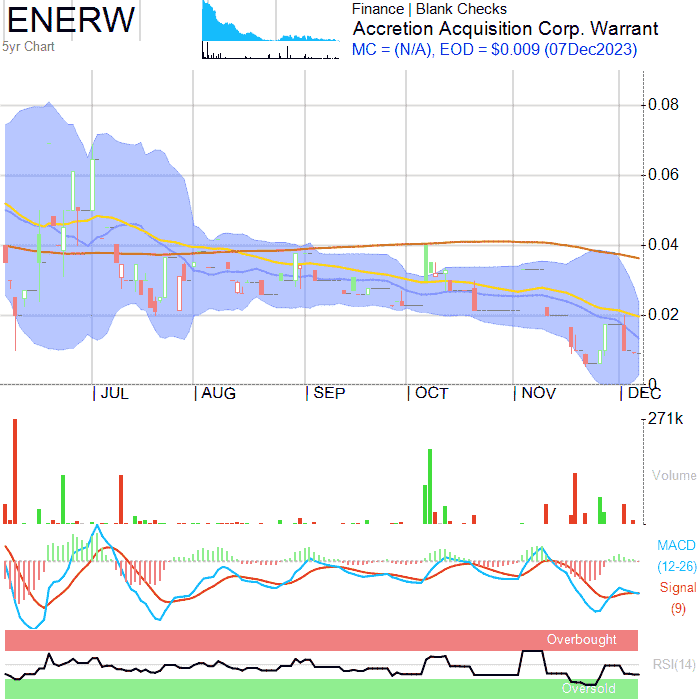 ENERW
5yr Chart
Finance | Blank Checks
Accretion Acquisition Corp. Warrant
MC = (N/A), EOD = $0.009 (07Dec2023)
0.08
0.06
0.04
0.02
0
JUL AUG SEP OCT NOV DEC
271k
Volume
MACD
(12-26)
Signal
(9)
Overbought
RSI(14)
Oversold